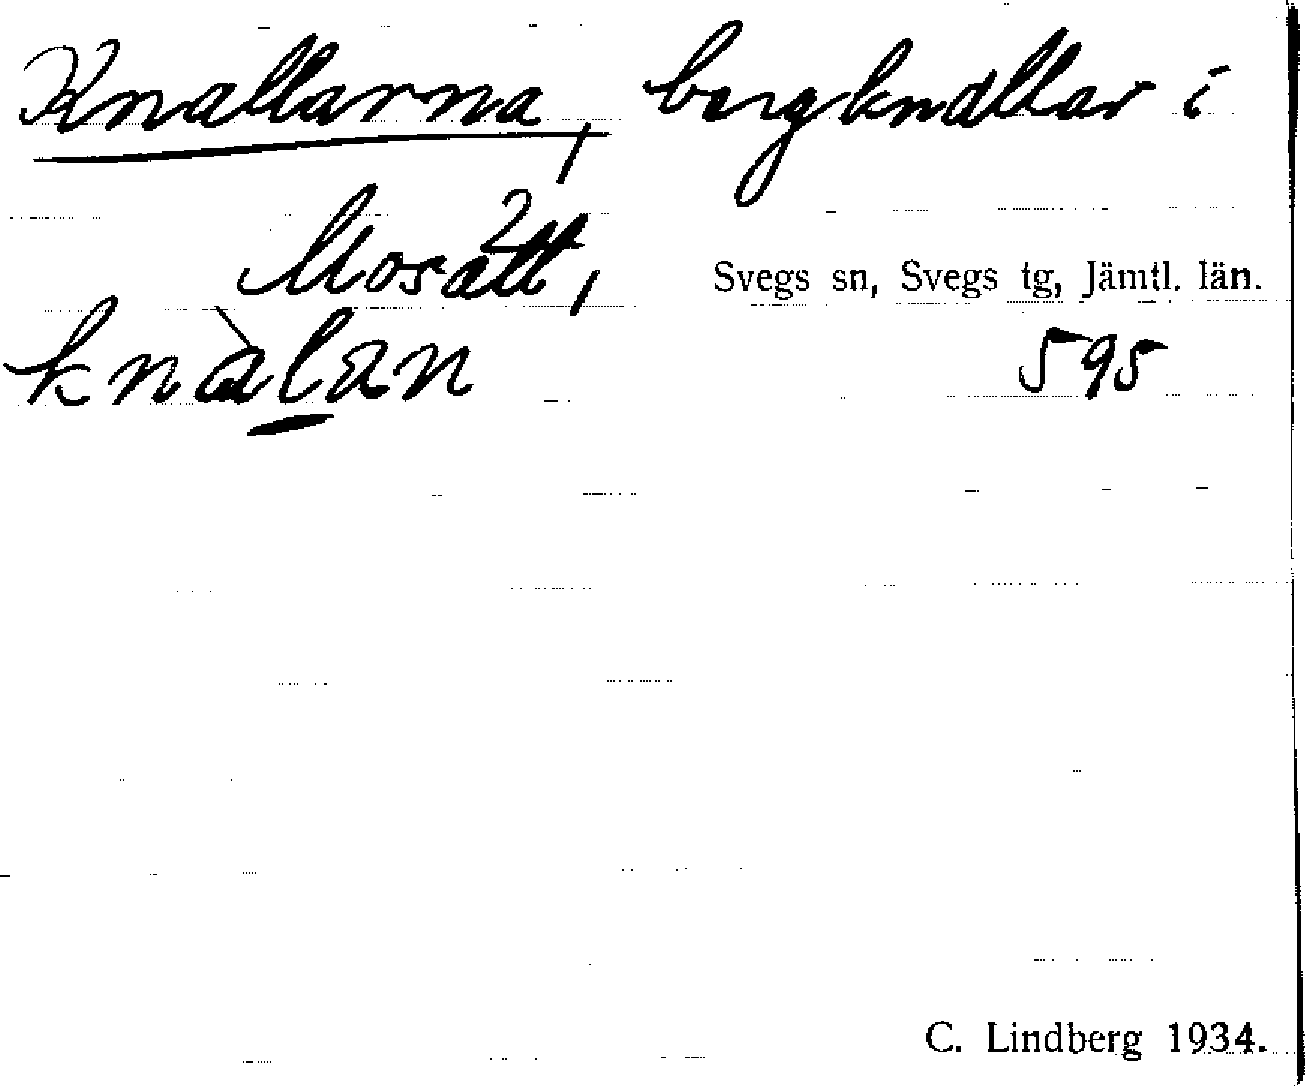 Knallarna, bergknallar i
Mosätt, Svegs sn, Svegs tg, Jämtl. län.
knàlan 595
C. Lindberg 1934.